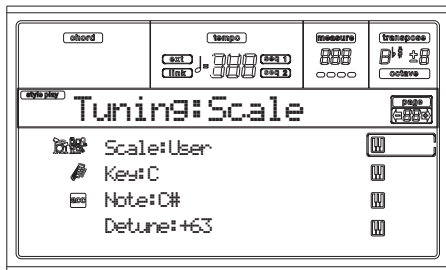 chord tempo measure transpose
ext seq 1
link seq 2
octave
style play Tuning:Scale page
Scale:User
Key:C
acc Note:C#
Detune:+63